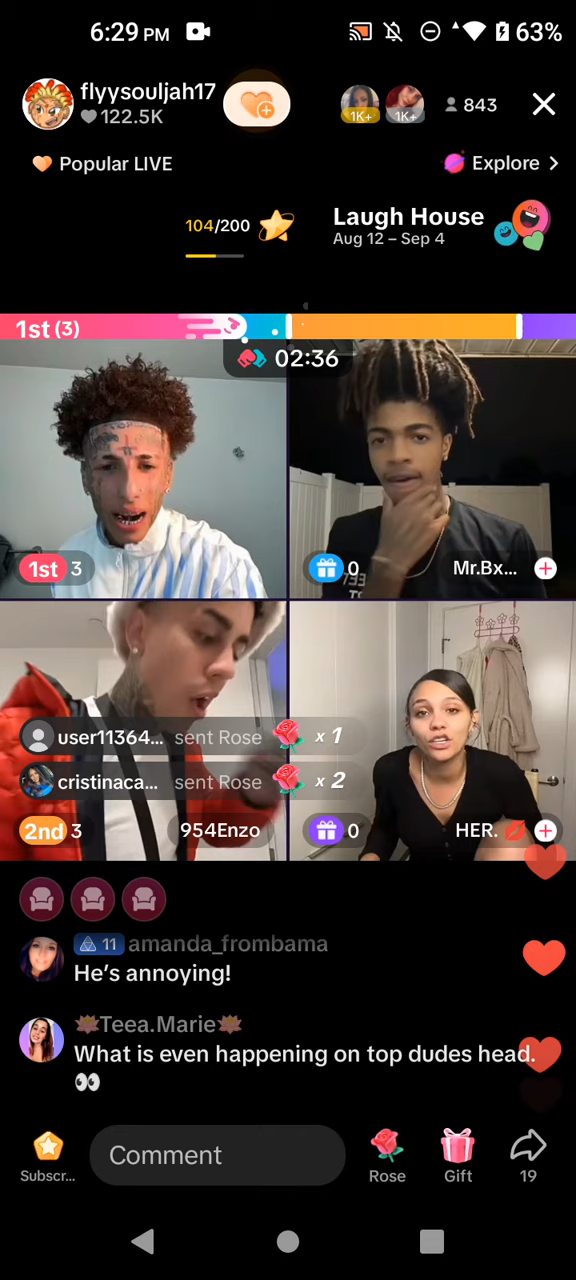 6:29 PM
63%
flyysouljah17
122.5K
1K+
1K+
843
Popular LIVE
Explore >
104/200
Laugh House
Aug 12 – Sep 4
1st (3)
02:36
1st 3
0
Mr.Bx...
user11364... sent Rose x 1
cristinaca... sent Rose x 2
2nd 3
954Enzo
0
HER. 💋
11 amanda_frombama
He's annoying!
🪷Teea.Marie🪷
What is even happening on top dudes head.
👀
Subscr...
Comment
Rose
Gift
19